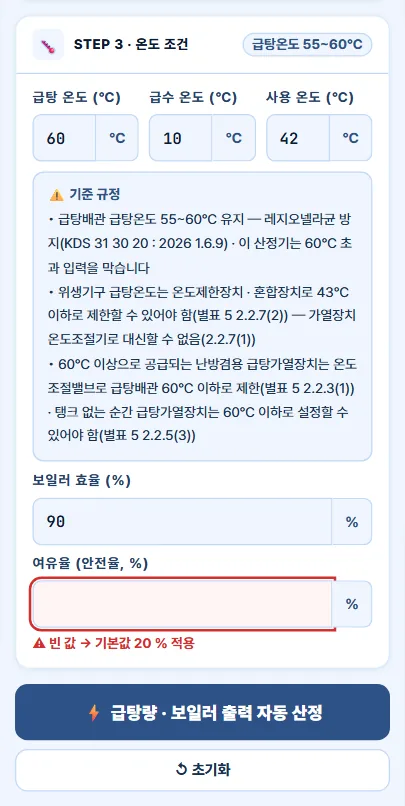 STEP 3 · 온도 조건
급탕온도 55~60℃
급탕 온도 (℃)
급수 온도 (℃)
사용 온도 (℃)
60 ℃
10 ℃
42 ℃
⚠️ 기준 규정
• 급탕배관 급탕온도 55~60℃ 유지 — 레지오넬라균 방
지(KDS 31 30 20 : 2026 1.6.9) · 이 산정기는 60℃ 초
과 입력을 막습니다
• 위생기구 급탕온도는 온도제한장치 · 혼합장치로 43℃
이하로 제한할 수 있어야 함(별표 5 2.2.7(2)) — 가열장치
온도조절기로 대신할 수 없음(2.2.7(1))
• 60℃ 이상으로 공급되는 난방겸용 급탕가열장치는 온도
조절밸브로 급탕배관 60℃ 이하로 제한(별표 5 2.2.3(1))
· 탱크 없는 순간 급탕가열장치는 60℃ 이하로 설정할 수
있어야 함(별표 5 2.2.5(3))
보일러 효율 (%)
90 %
여유율 (안전율, %)
%
⚠ 빈 값 → 기본값 20 % 적용
⚡ 급탕량 · 보일러 출력 자동 산정
↺ 초기화